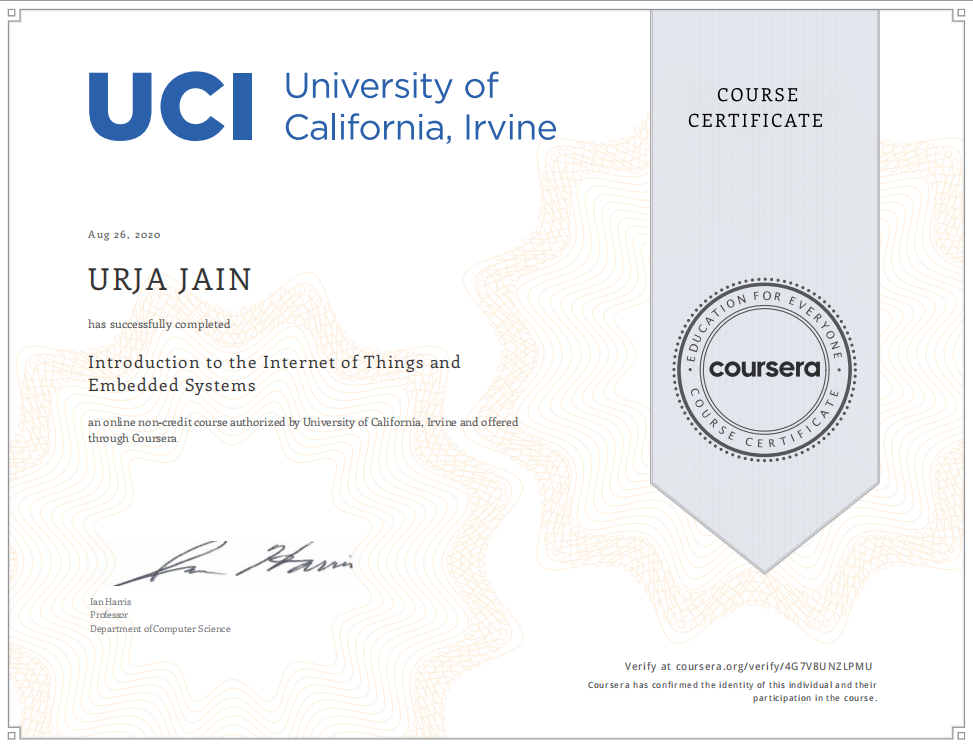 UCI University of
California, Irvine
COURSE
CERTIFICATE
Aug 26, 2020
URJA JAIN
has successfully completed
Introduction to the Internet of Things and
Embedded Systems
an online non-credit course authorized by University of California, Irvine and offered
through Coursera
EDUCATION FOR EVERYONE
coursera
COURSE CERTIFICATE
Ian Harris
Ian Harris
Professor
Department of Computer Science
Verify at coursera.org/verify/4G7V8UNZLPMU
Coursera has confirmed the identity of this individual and their
participation in the course.